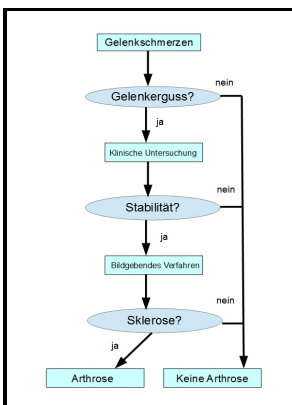 Gelenkschmerzen
nein
Gelenkerguss?
ja
Klinische Untersuchung
nein
Stabilität?
ja
Bildgebendes Verfahren
nein
Sklerose?
ja
Arthrose
Keine Arthrose